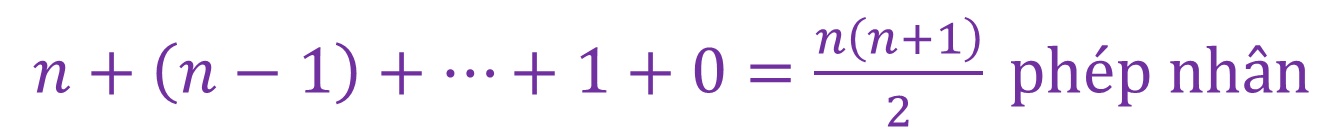 n + (n − 1) + ⋯ + 1 + 0 = n(n+1)/2 phép nhân